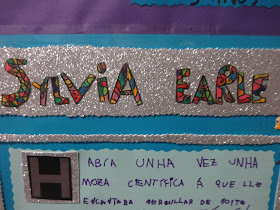 SYLVIA EARLE
HABÍA UNHA VEZ UNHA
MOZA CIENTÍFICA Á QUE LLE
ENCANTABA MERGULLAR DE NOITE